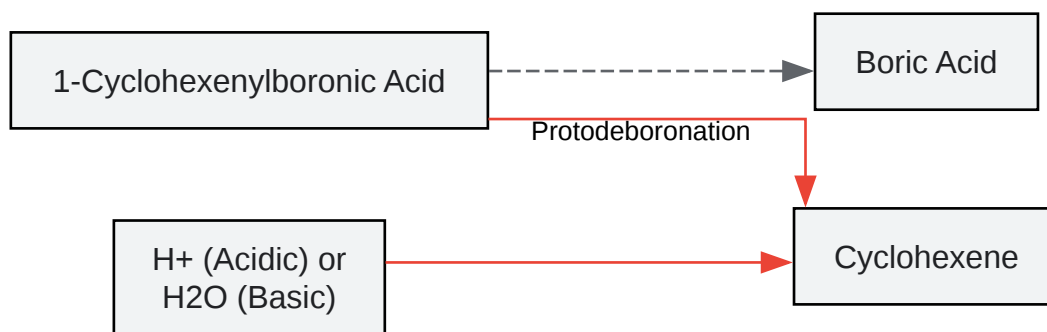 1-Cyclohexenylboronic Acid
Boric Acid
Protodeboronation
H+ (Acidic) or
H2O (Basic)
Cyclohexene